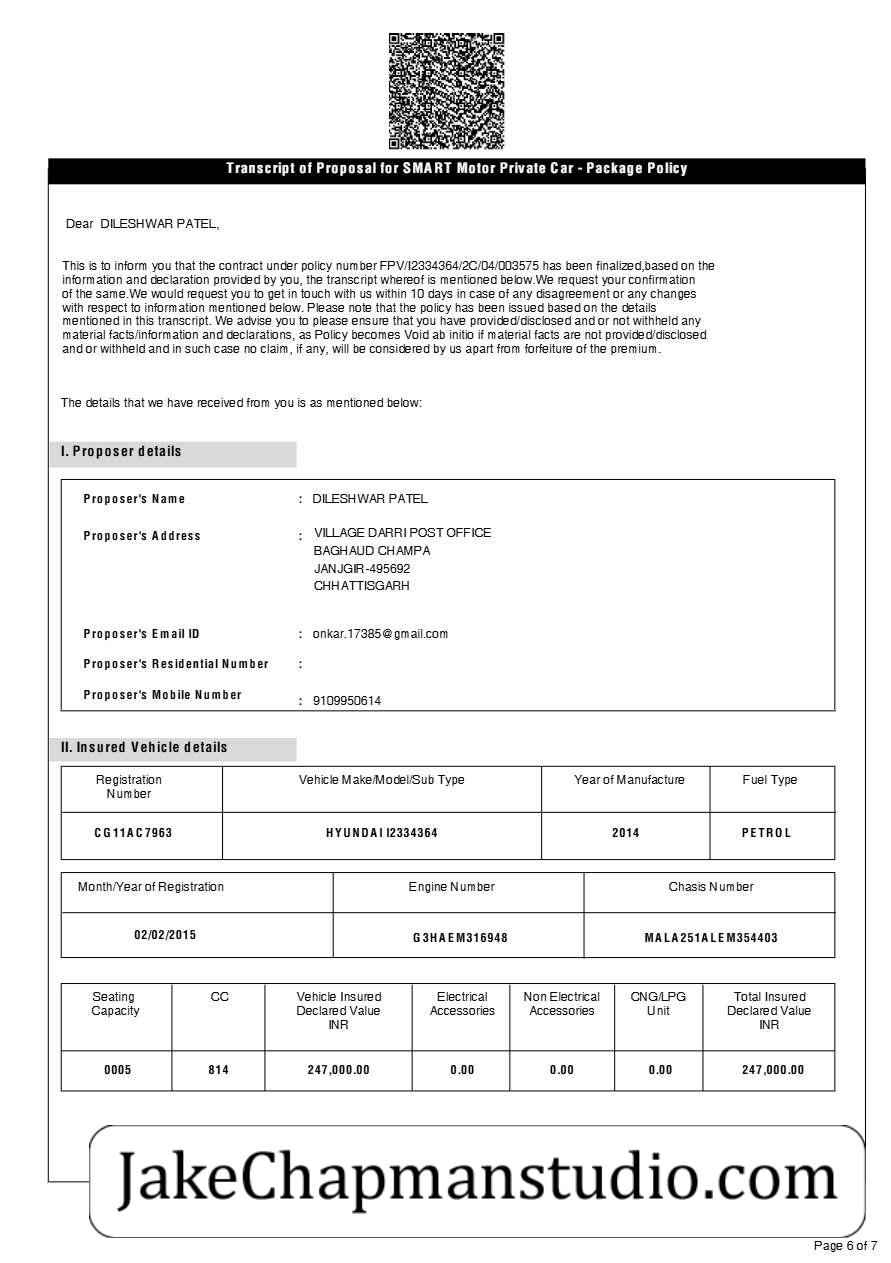 Transcript of Proposal for SMART Motor Private Car - Package Policy
Dear DILESHWAR PATEL,
This is to inform you that the contract under policy number FPV/I2334364/2C/04/003575 has been finalized,based on the
information and declaration provided by you, the transcript whereof is mentioned below.We request your confirmation
of the same.We would request you to get in touch with us within 10 days in case of any disagreement or any changes
with respect to information mentioned below. Please note that the policy has been issued based on the details
mentioned in this transcript. We advise you to please ensure that you have provided/disclosed and or not withheld any
material facts/information and declarations, as Policy becomes Void ab initio if material facts are not provided/disclosed
and or withheld and in such case no claim, if any, will be considered by us apart from forfeiture of the premium.
The details that we have received from you is as mentioned below:
I. Proposer details
Proposer's Name : DILESHWAR PATEL
Proposer's Address : VILLAGE DARRI POST OFFICE
BAGHAUD CHAMPA
JANJGIR-495692
CHHATTISGARH
Proposer's Email ID : onkar.17385@gmail.com
Proposer's Residential Number :
Proposer's Mobile Number : 9109950614
II. Insured Vehicle details
Registration Vehicle Make/Model/Sub Type Year of Manufacture Fuel Type
Number
CG11AC7963 HYUNDAI I2334364 2014 PETROL
Month/Year of Registration Engine Number Chasis Number
02/02/2015 G3HAEM316948 MALA251ALEM354403
Seating CC Vehicle Insured Electrical Non Electrical CNG/LPG Total Insured
Capacity Declared Value Accessories Accessories Unit Declared Value
INR INR
0005 814 247,000.00 0.00 0.00 0.00 247,000.00
JakeChapmanstudio.com
Page 6 of 7